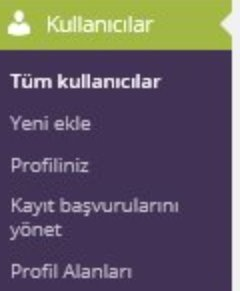 Kullanıcılar
Tüm kullanıcılar
Yeni ekle
Profiliniz
Kayıt başvurularını
yönet
Profil Alanları